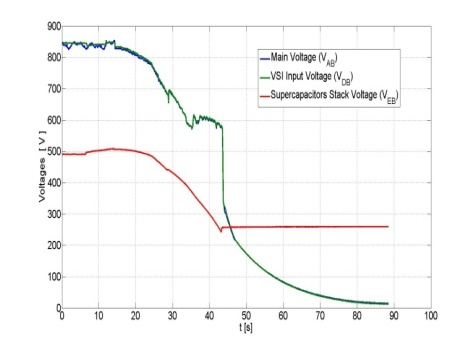 900
800
700
600
500
400
300
200
100
0
Voltages [ V ]
Main Voltage (V_AB)
VSI Input Voltage (V_DB)
Supercapacitors Stack Voltage (V_EB)
0 10 20 30 40 50 60 70 80 90 100
t [s]